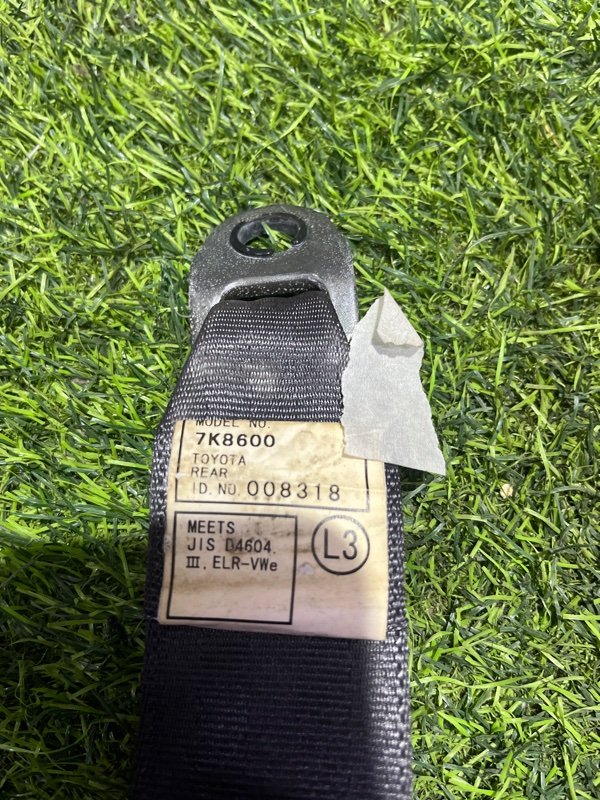 MODEL NO.
7K8600
TOYOTA
REAR
ID. NO. 008318
MEETS
JIS D4604.
III. ELR-VWe
L3